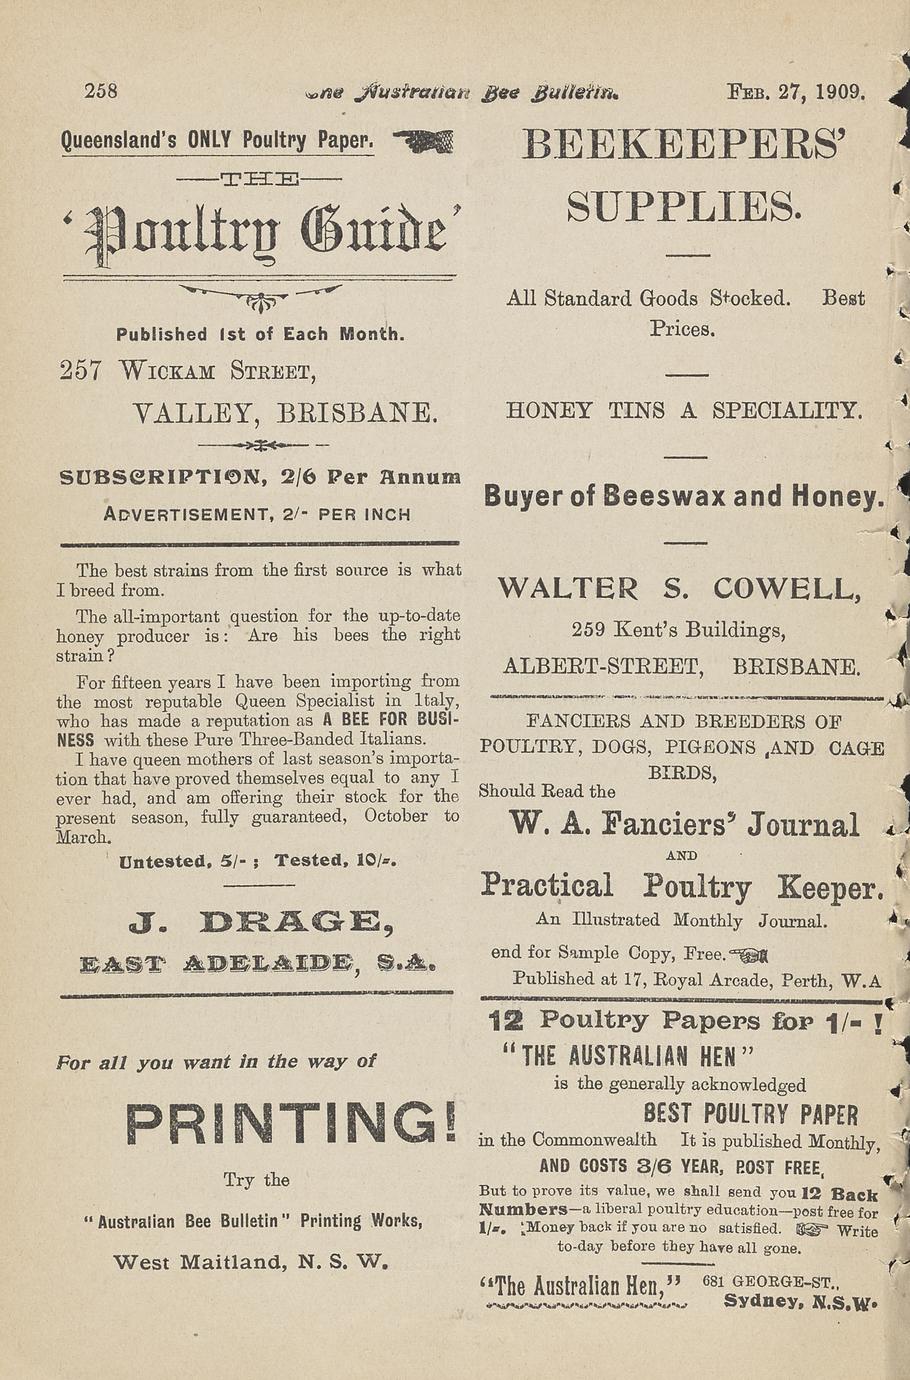 258
The Australian Bee Bulletin.
FEB. 27, 1909.
Queensland's ONLY Poultry Paper.
THE
'Poultry Guide'
Published 1st of Each Month.
257 WICKAM STREET,
VALLEY, BRISBANE.
SUBSCRIPTION, 2/6 Per Annum
ADVERTISEMENT, 2/- PER INCH
The best strains from the first source is what
I breed from.
The all-important question for the up-to-date
honey producer is: Are his bees the right
strain?
For fifteen years I have been importing from
the most reputable Queen Specialist in Italy,
who has made a reputation as A BEE FOR BUSI-
NESS with these Pure Three-Banded Italians.
I have queen mothers of last season's importa-
tion that have proved themselves equal to any I
ever had, and am offering their stock for the
present season, fully guaranteed, October to
March.
Untested, 5/- ; Tested, 10/-.
J. DRAGE,
EAST ADELAIDE, S.A.
For all you want in the way of
PRINTING!
Try the
"Australian Bee Bulletin" Printing Works,
West Maitland, N. S. W.
BEEKEEPERS'
SUPPLIES.
All Standard Goods Stocked. Best
Prices.
HONEY TINS A SPECIALITY.
Buyer of Beeswax and Honey.
WALTER S. COWELL,
259 Kent's Buildings,
ALBERT-STREET, BRISBANE.
FANCIERS AND BREEDERS OF
POULTRY, DOGS, PIGEONS AND CAGE
BIRDS,
Should Read the
W. A. Fanciers' Journal
AND
Practical Poultry Keeper.
An Illustrated Monthly Journal.
end for Sample Copy, Free.
Published at 17, Royal Arcade, Perth, W.A
12 Poultry Papers for 1/- !
"THE AUSTRALIAN HEN"
is the generally acknowledged
BEST POULTRY PAPER
in the Commonwealth It is published Monthly,
AND COSTS 3/6 YEAR, POST FREE,
But to prove its value, we shall send you 12 Back
Numbers—a liberal poultry education—post free for
1/-. Money back if you are no satisfied. Write
to-day before they have all gone.
"The Australian Hen," 681 GEORGE-ST.,
Sydney, N.S.W.